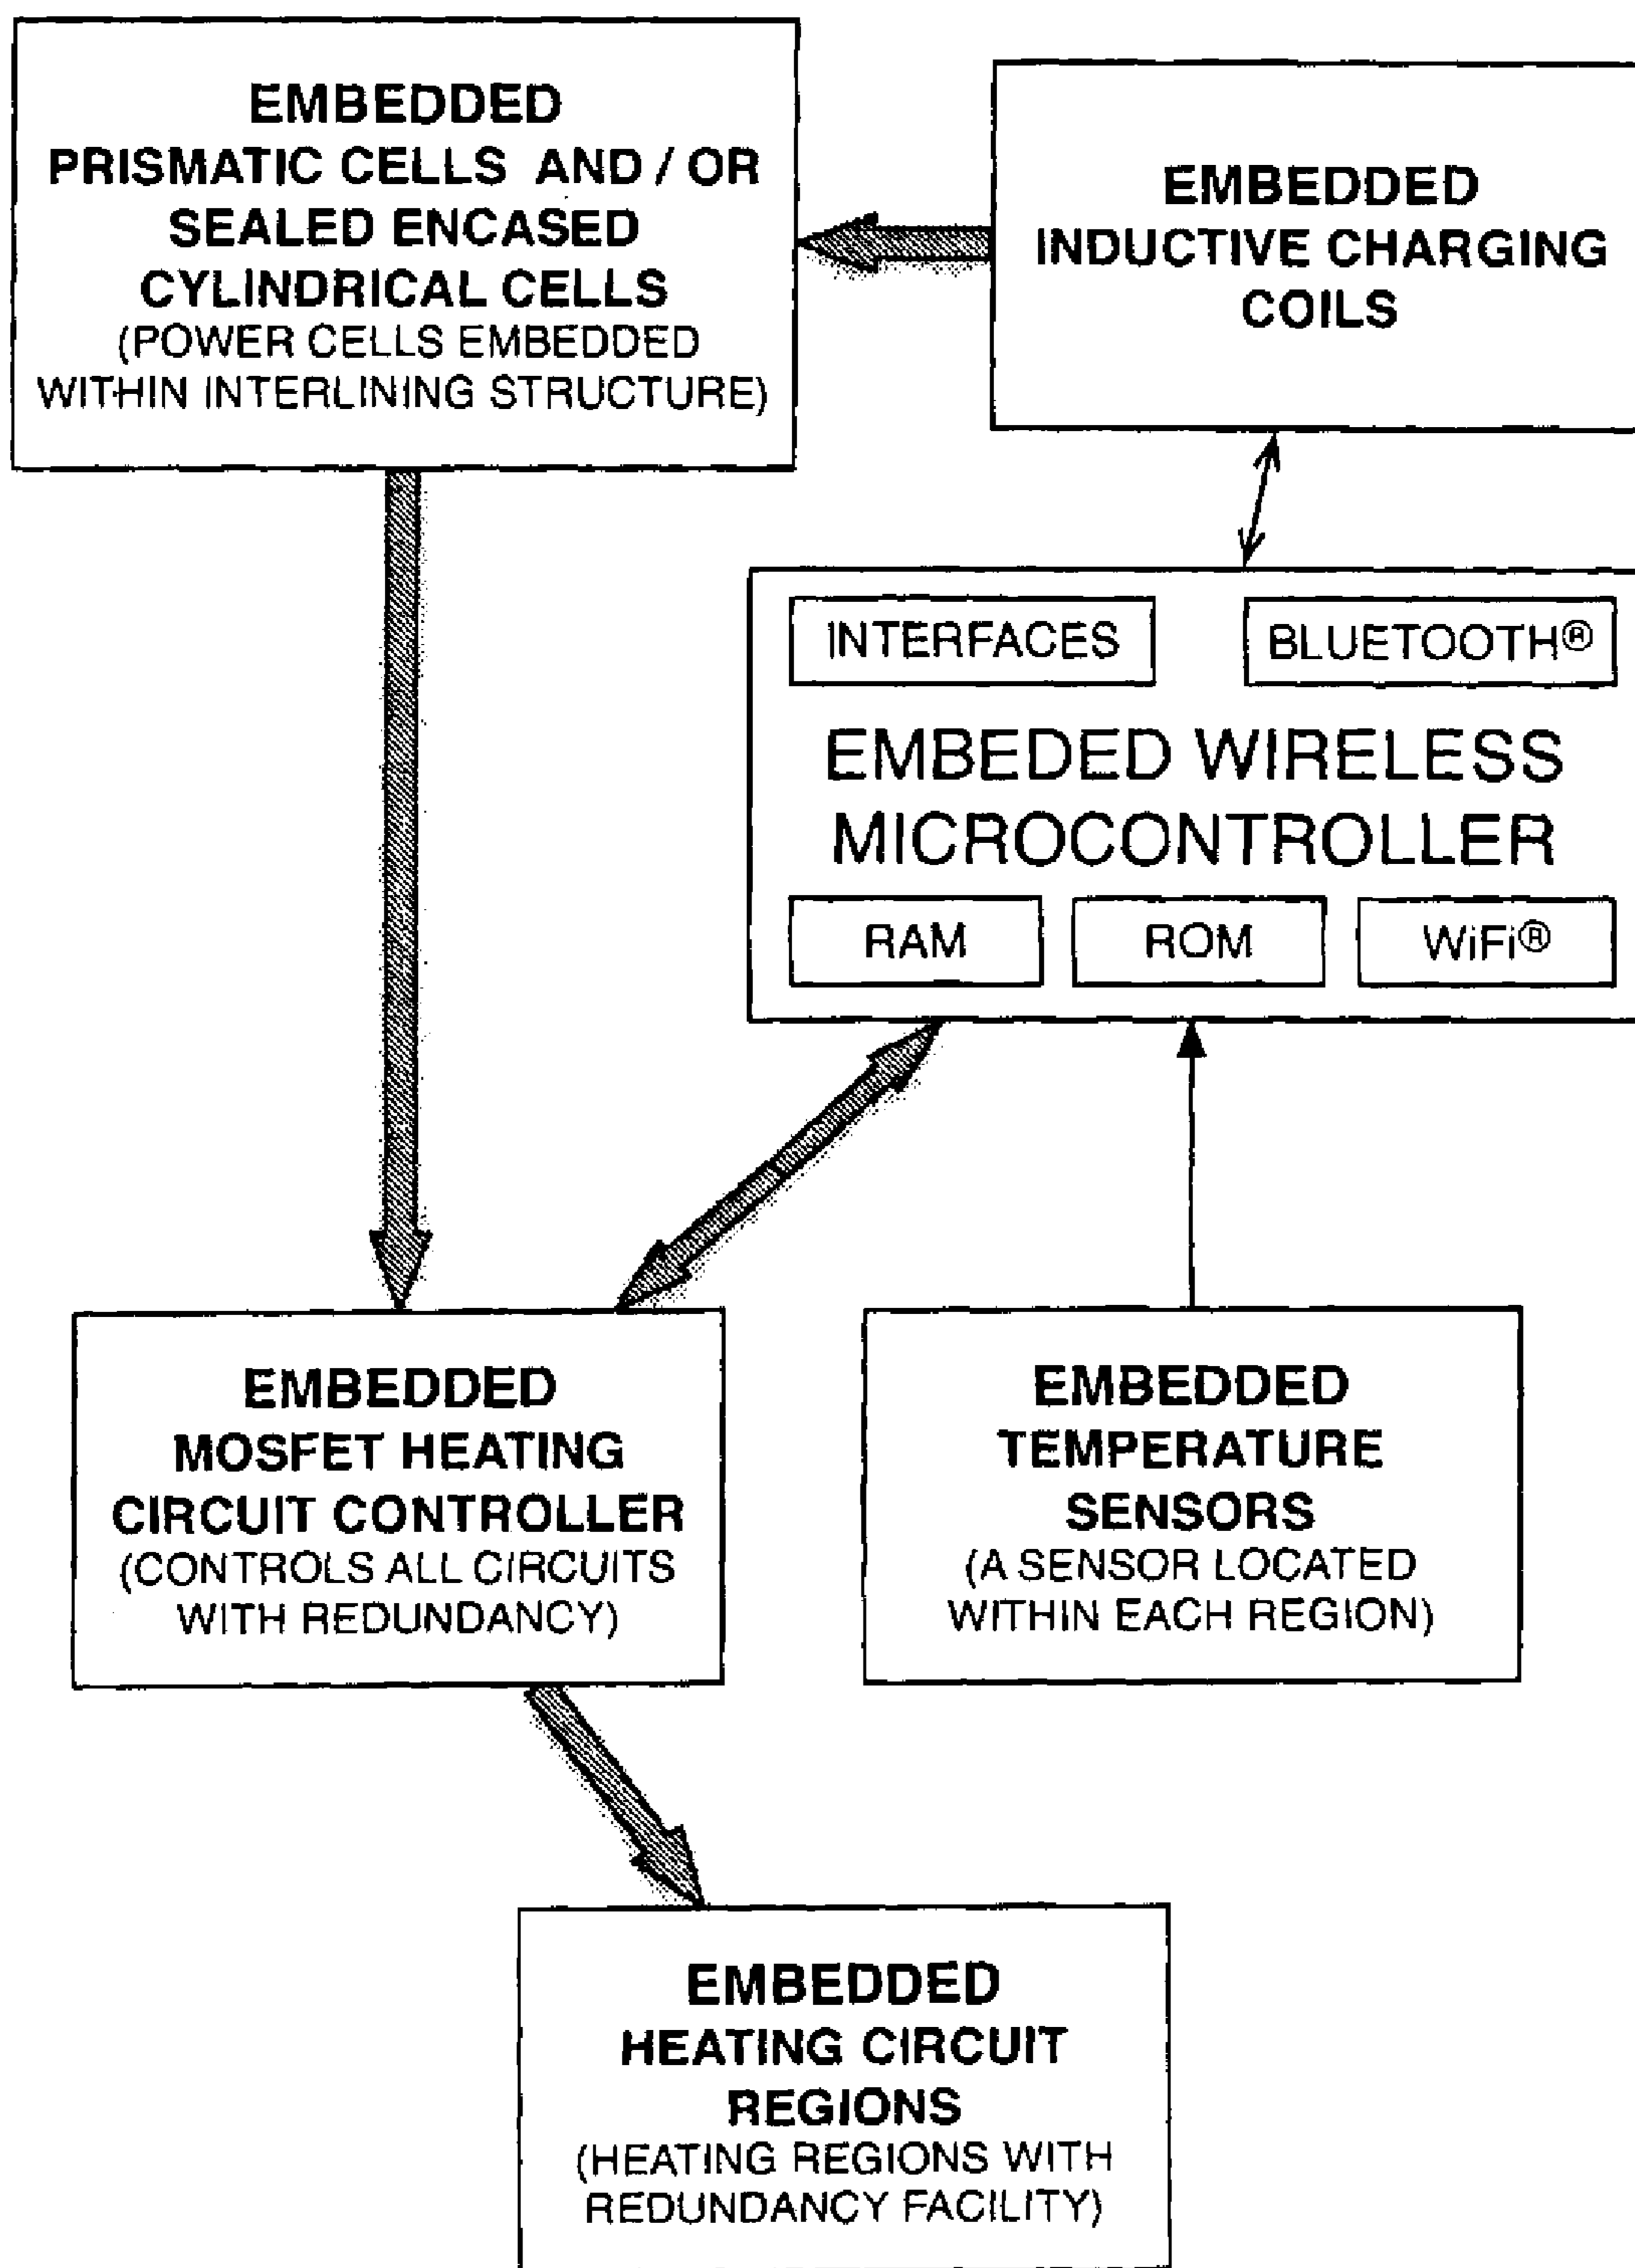 EMBEDDED
PRISMATIC CELLS AND / OR
SEALED ENCASED
CYLINDRICAL CELLS
(POWER CELLS EMBEDDED
WITHIN INTERLINING STRUCTURE)
EMBEDDED
INDUCTIVE CHARGING
COILS
INTERFACES
BLUETOOTH®
EMBEDED WIRELESS
MICROCONTROLLER
RAM
ROM
WiFi®
EMBEDDED
MOSFET HEATING
CIRCUIT CONTROLLER
(CONTROLS ALL CIRCUITS
WITH REDUNDANCY)
EMBEDDED
TEMPERATURE
SENSORS
(A SENSOR LOCATED
WITHIN EACH REGION)
EMBEDDED
HEATING CIRCUIT
REGIONS
(HEATING REGIONS WITH
REDUNDANCY FACILITY)